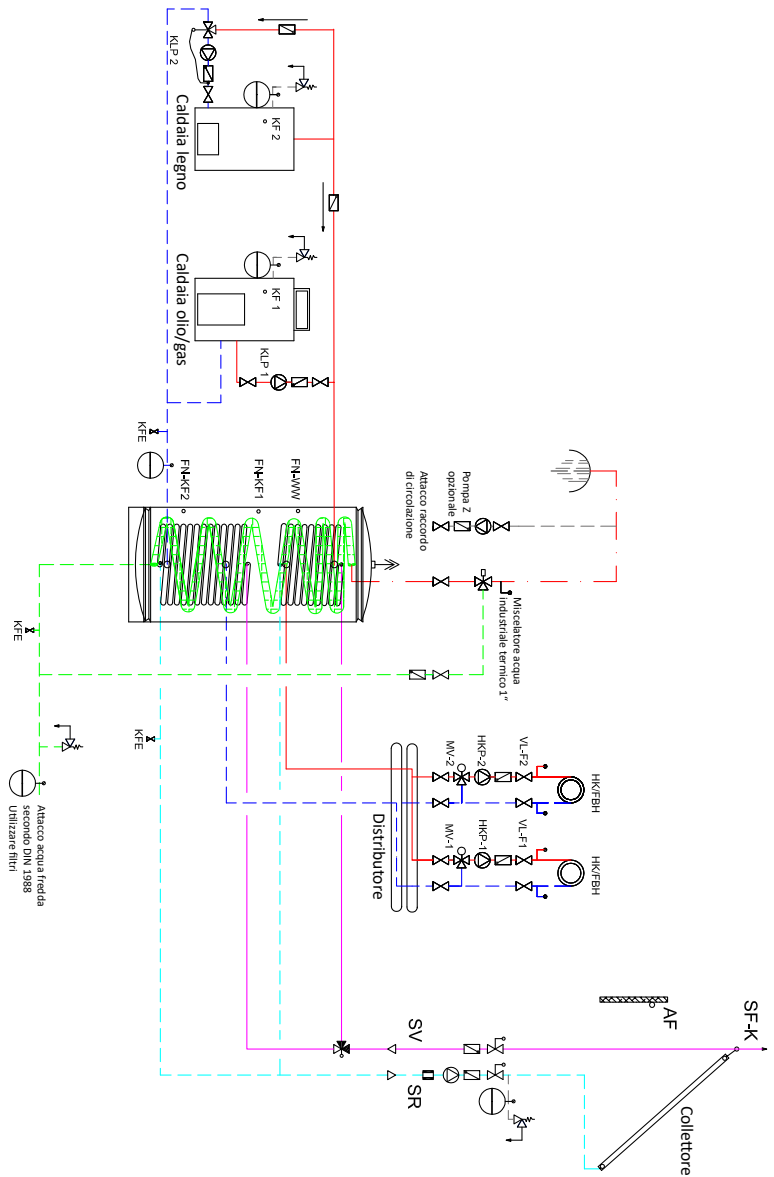 KLP 2
KF 2
Caldaia legno
KF 1
Caldaia olio/gas
KLP 1
KFE
FN-KF2
FN-KF1
FN-WW
Attacco raccordo
di circolazione
Pompa Z
opzionale
Miscelatore acqua
industriale termico 1"
KFE
KFE
Attacco acqua fredda
secondo DIN 1988
Utilizzare filtri
HK/FBH
VL-F2
HKP-2
MV-2
HK/FBH
VL-F1
HKP-1
MV-1
Distributore
AF
SF-K
SV
SR
Collettore